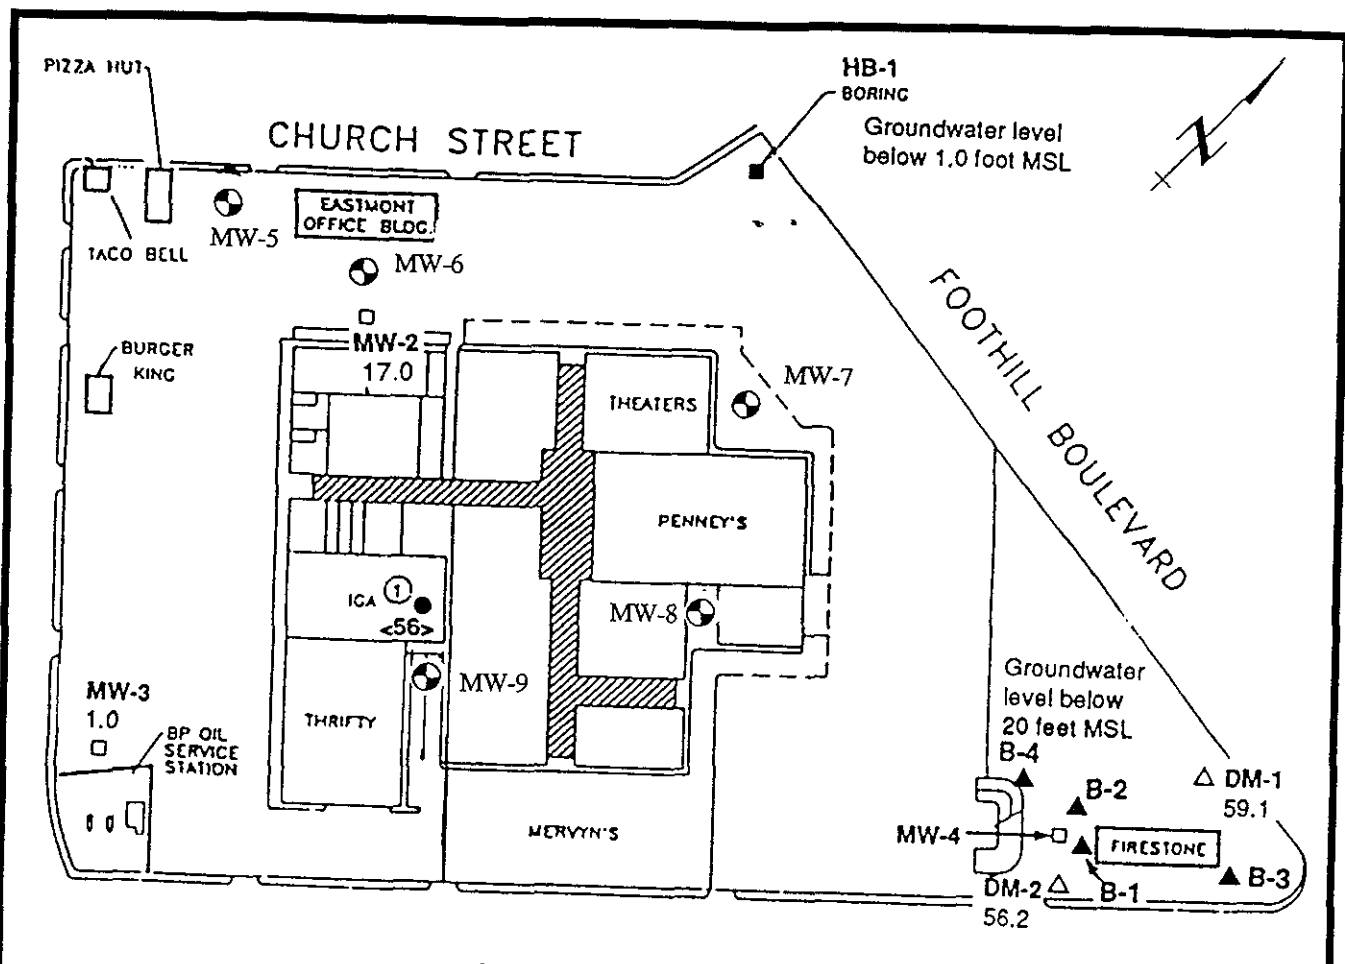 PIZZA HUT
HB-1
BORING
CHURCH STREET
Groundwater level
below 1.0 foot MSL
N
EASTMONT
OFFICE BLDG.
TACO BELL
MW-5
MW-6
FOOTHILL BOULEVARD
BURGER
KING
MW-2
17.0
MW-7
THEATERS
PENNEY'S
IGA
1
<56>
MW-8
MW-9
MW-3
1.0
THRIFTY
BP OIL
SERVICE
STATION
Groundwater
level below
20 feet MSL
B-4
B-2
DM-1
59.1
MERVYN'S
MW-4
FIRESTONE
DM-2
56.2
B-1
B-3